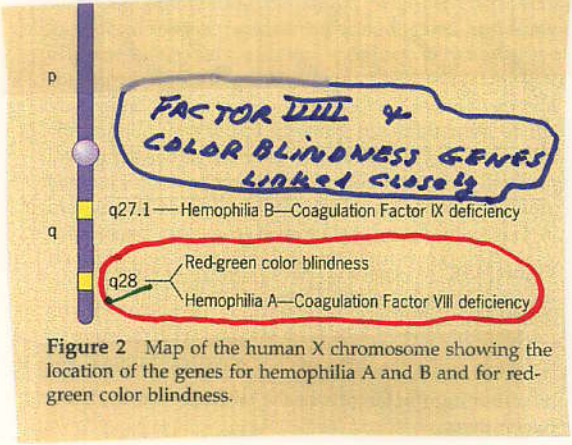 p
FACTOR VIII &
COLOR BLINDNESS GENES
LINKed CLOSely
q27.1—Hemophilia B—Coagulation Factor IX deficiency
q
Red-green color blindness
q28
Hemophilia A—Coagulation Factor VIII deficiency
Figure 2 Map of the human X chromosome showing the
location of the genes for hemophilia A and B and for red-
green color blindness.